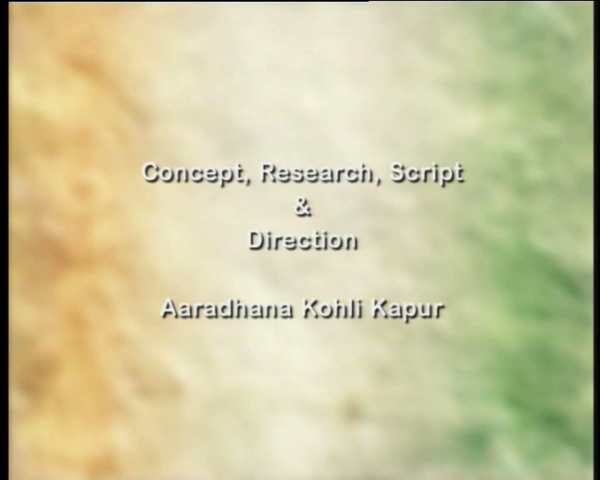 Concept, Research, Script
&
Direction
Aaradhana Kohli Kapur